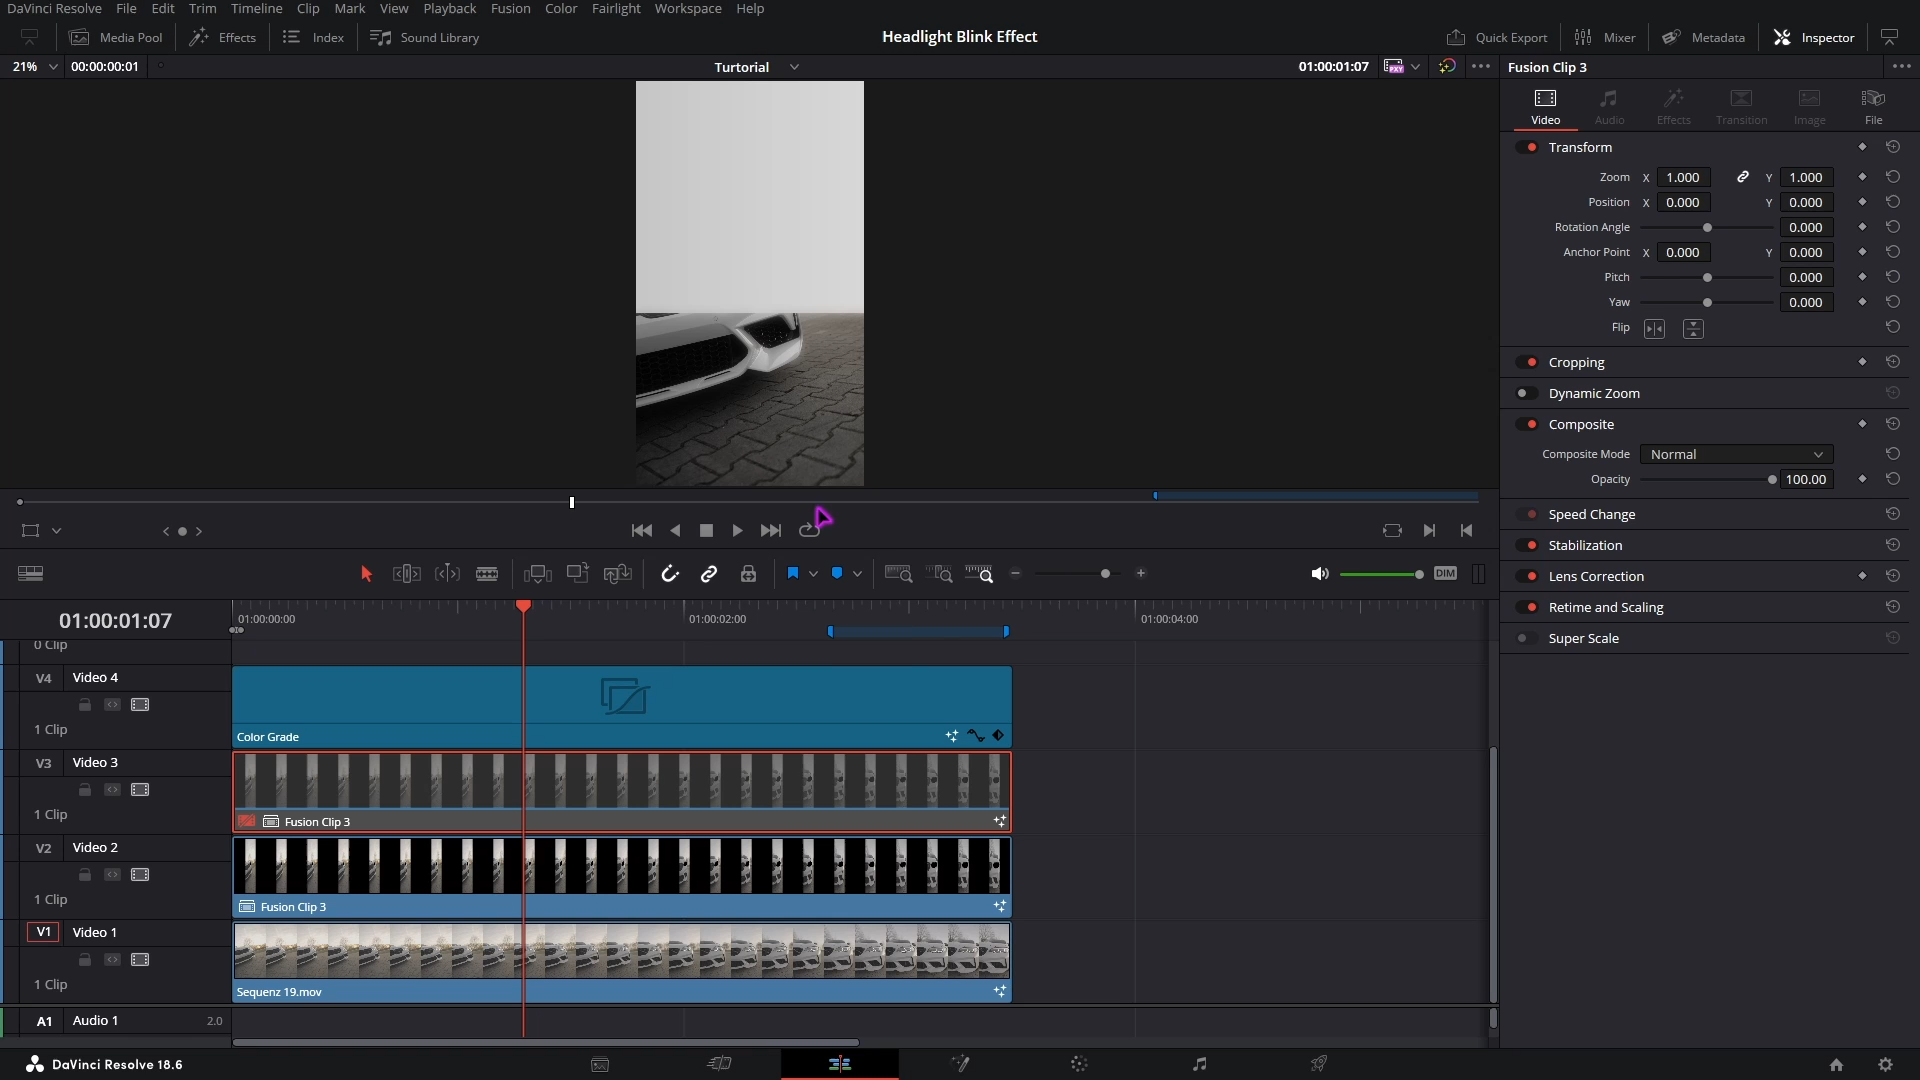 DaVinci Resolve File Edit Trim Timeline Clip Mark View Playback Fusion Color Fairlight Workspace Help
Media Pool Effects Index Sound Library Headlight Blink Effect Quick Export Mixer Metadata Inspector
21% 00:00:00:01 Turtorial 01:00:01:07 PXY Fusion Clip 3
Video Audio Effects Transition Image File
Transform
Zoom X 1.000 Y 1.000
Position X 0.000 Y 0.000
Rotation Angle 0.000
Anchor Point X 0.000 Y 0.000
Pitch 0.000
Yaw 0.000
Flip
Cropping
Dynamic Zoom
Composite
Composite Mode Normal
Opacity 100.00
Speed Change
Stabilization
Lens Correction
Retime and Scaling
Super Scale
DIM
01:00:01:07 01:00:00:00 01:00:02:00 01:00:04:00
0 Clip
V4 Video 4
1 Clip
Color Grade
V3 Video 3
1 Clip
Fusion Clip 3
V2 Video 2
1 Clip
Fusion Clip 3
V1 Video 1
1 Clip
Sequenz 19.mov
A1 Audio 1 2.0
DaVinci Resolve 18.6